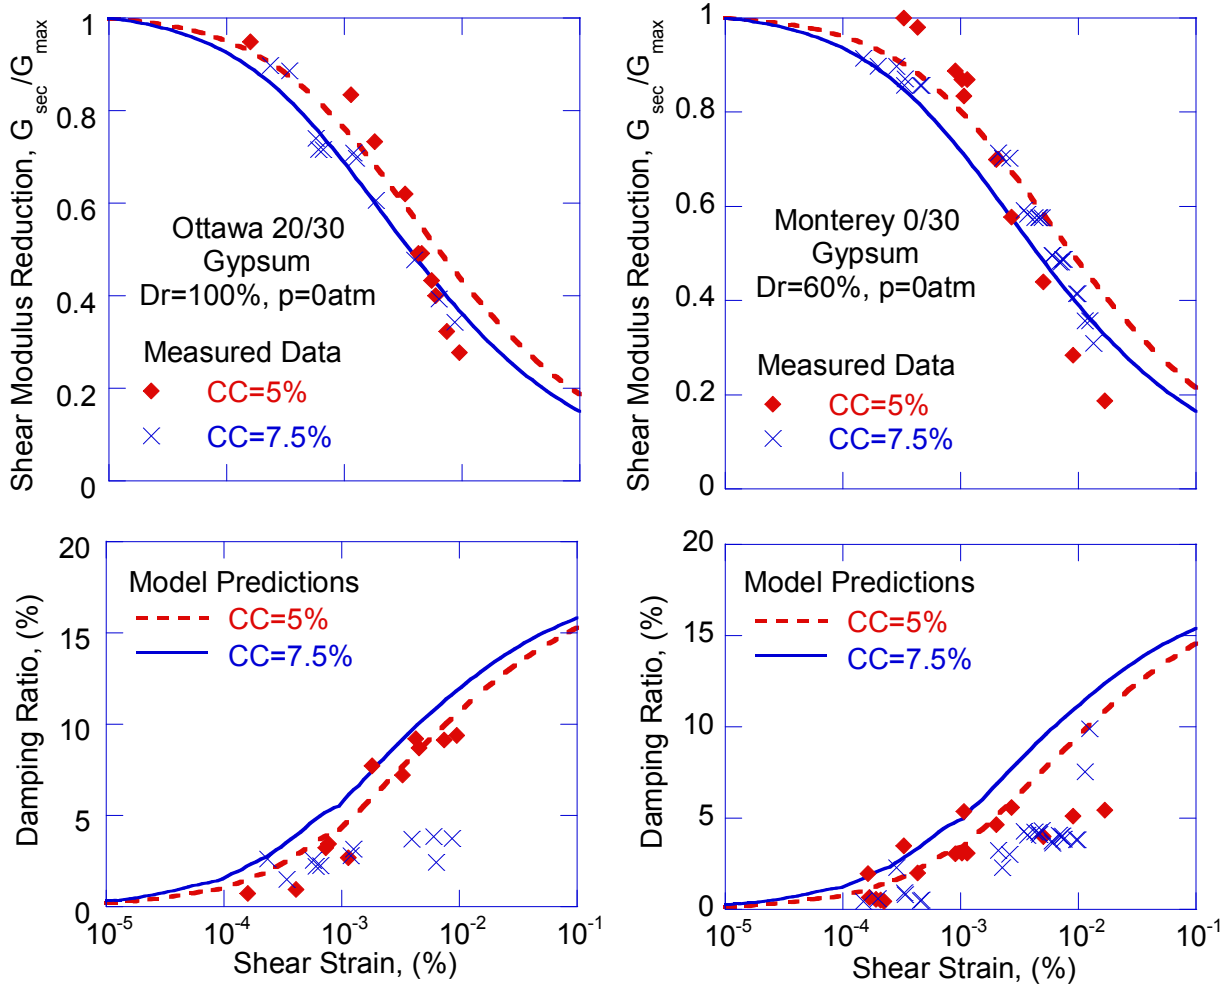 Shear Modulus Reduction, G sec/G max
1
0.8
0.6
0.4
0.2
0
Ottawa 20/30
Gypsum
Dr=100%, p=0atm
Measured Data
CC=5%
CC=7.5%
Shear Modulus Reduction, G sec/G max
1
0.8
0.6
0.4
0.2
0
Monterey 0/30
Gypsum
Dr=60%, p=0atm
Measured Data
CC=5%
CC=7.5%
Damping Ratio, (%)
20
15
10
5
0
Model Predictions
CC=5%
CC=7.5%
10⁻⁵ 10⁻⁴ 10⁻³ 10⁻² 10⁻¹
Shear Strain, (%)
Damping Ratio, (%)
20
15
10
5
0
Model Predictions
CC=5%
CC=7.5%
10⁻⁵ 10⁻⁴ 10⁻³ 10⁻² 10⁻¹
Shear Strain, (%)